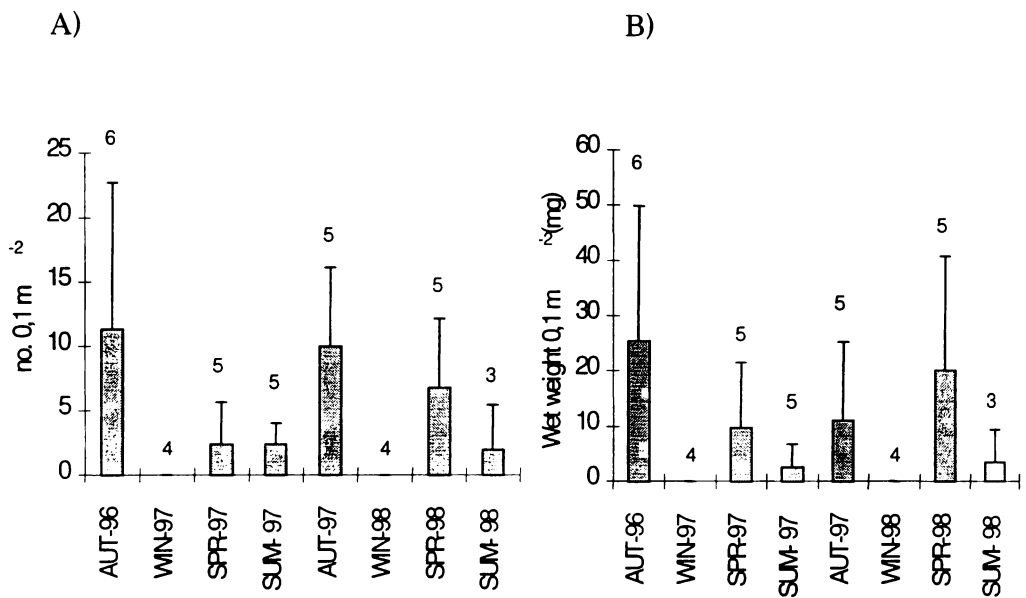 A)
25
20
15
10
5
0
no. 0,1 m -2
6
4
5
5
5
4
5
3
AUT-96
WIN-97
SPR-97
SUM-97
AUT-97
WIN-98
SPR-98
SUM-98
B)
60
50
40
30
20
10
0
Wet weight 0,1 m -2 (mg)
6
4
5
5
5
4
5
3
AUT-96
WIN-97
SPR-97
SUM-97
AUT-97
WIN-98
SPR-98
SUM-98